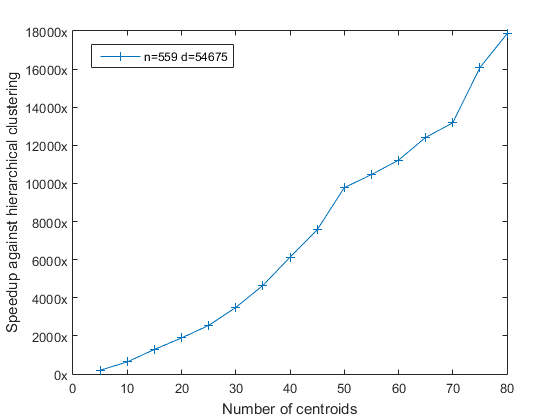 18000x
n=559 d=54675
16000x
14000x
12000x
10000x
8000x
6000x
4000x
2000x
0x
Speedup against hierarchical clustering
0 10 20 30 40 50 60 70 80
Number of centroids